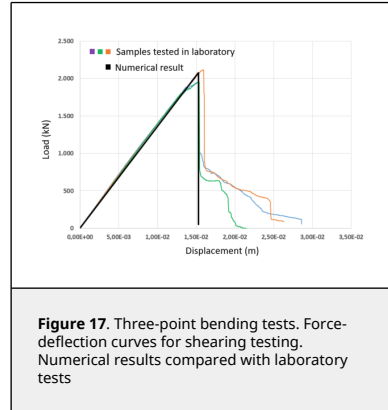 2.500
Samples tested in laboratory
Numerical result
2.000
1.500
1.000
500
0
Load (kN)
0,00E+00 5,00E-03 1,00E-02 1,50E-02 2,00E-02 2,50E-02 3,00E-02 3,50E-02
Displacement (m)
Figure 17. Three-point bending tests. Force-
deflection curves for shearing testing.
Numerical results compared with laboratory
tests